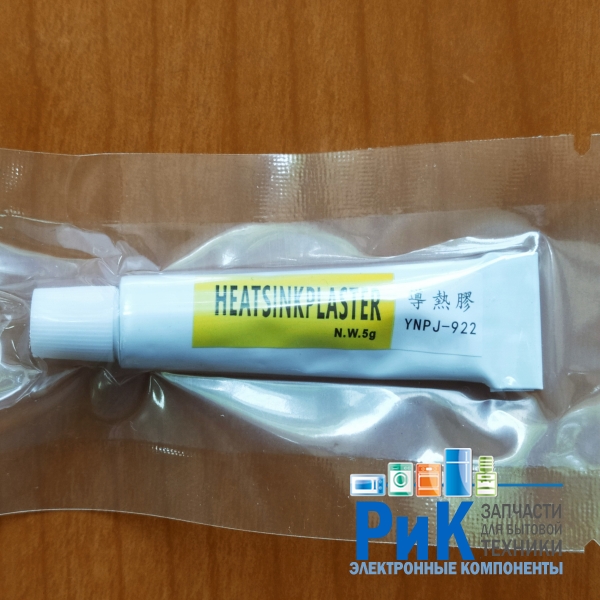 HEATSINKPLASTER
N.W.5g
導熱膠
YNPJ-922
РиК
ЗАПЧАСТИ
ДЛЯ БЫТОВОЙ
ТЕХНИКИ
ЭЛЕКТРОННЫЕ КОМПОНЕНТЫ